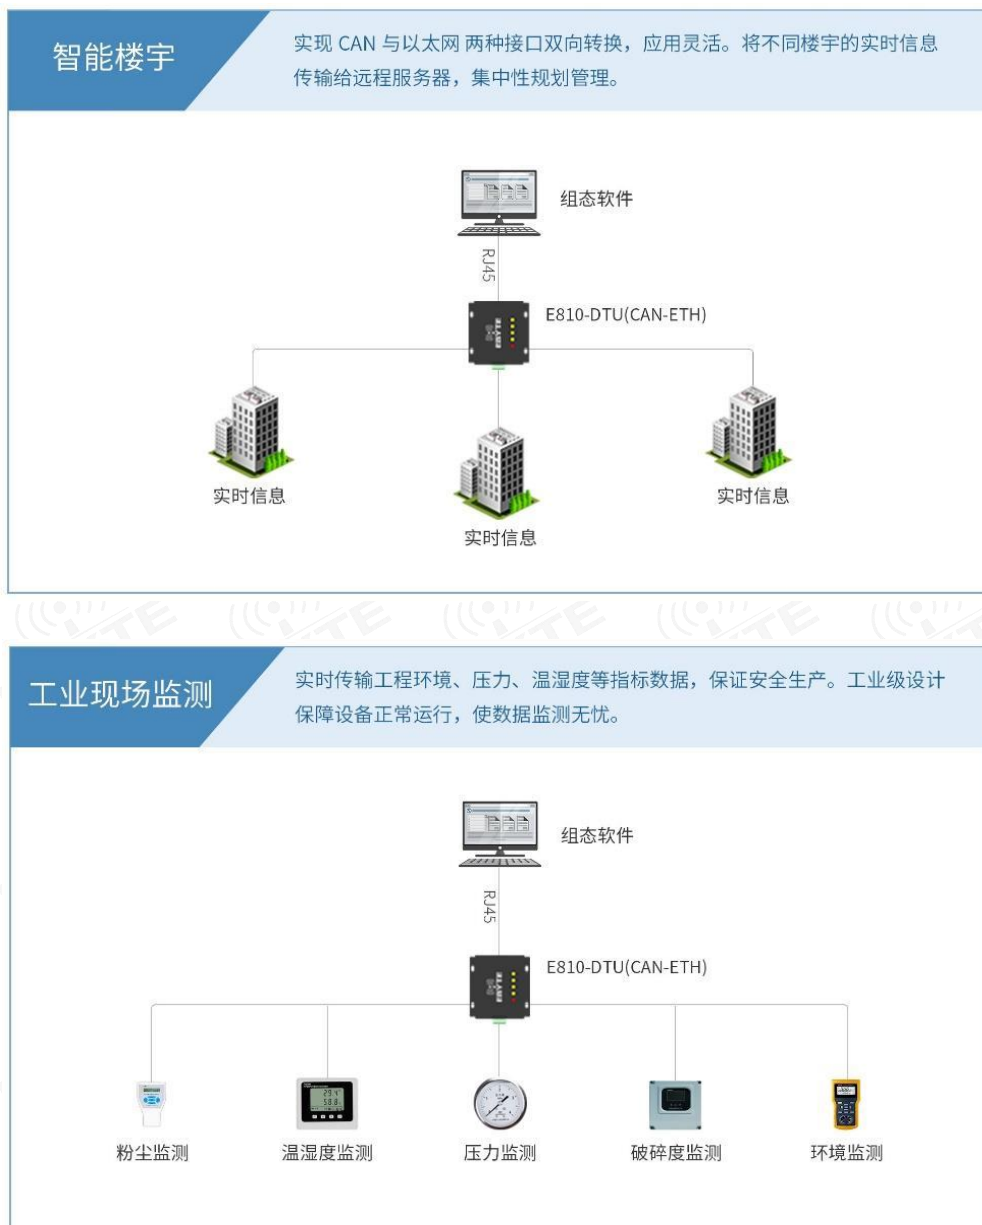 智能楼宇
实现 CAN 与以太网 两种接口双向转换，应用灵活。将不同楼宇的实时信息
传输给远程服务器，集中性规划管理。
组态软件
RJ45
E810-DTU(CAN-ETH)
实时信息
实时信息
实时信息
工业现场监测
实时传输工程环境、压力、温湿度等指标数据，保证安全生产。工业级设计
保障设备正常运行，使数据监测无忧。
组态软件
RJ45
E810-DTU(CAN-ETH)
粉尘监测
温湿度监测
压力监测
破碎度监测
环境监测